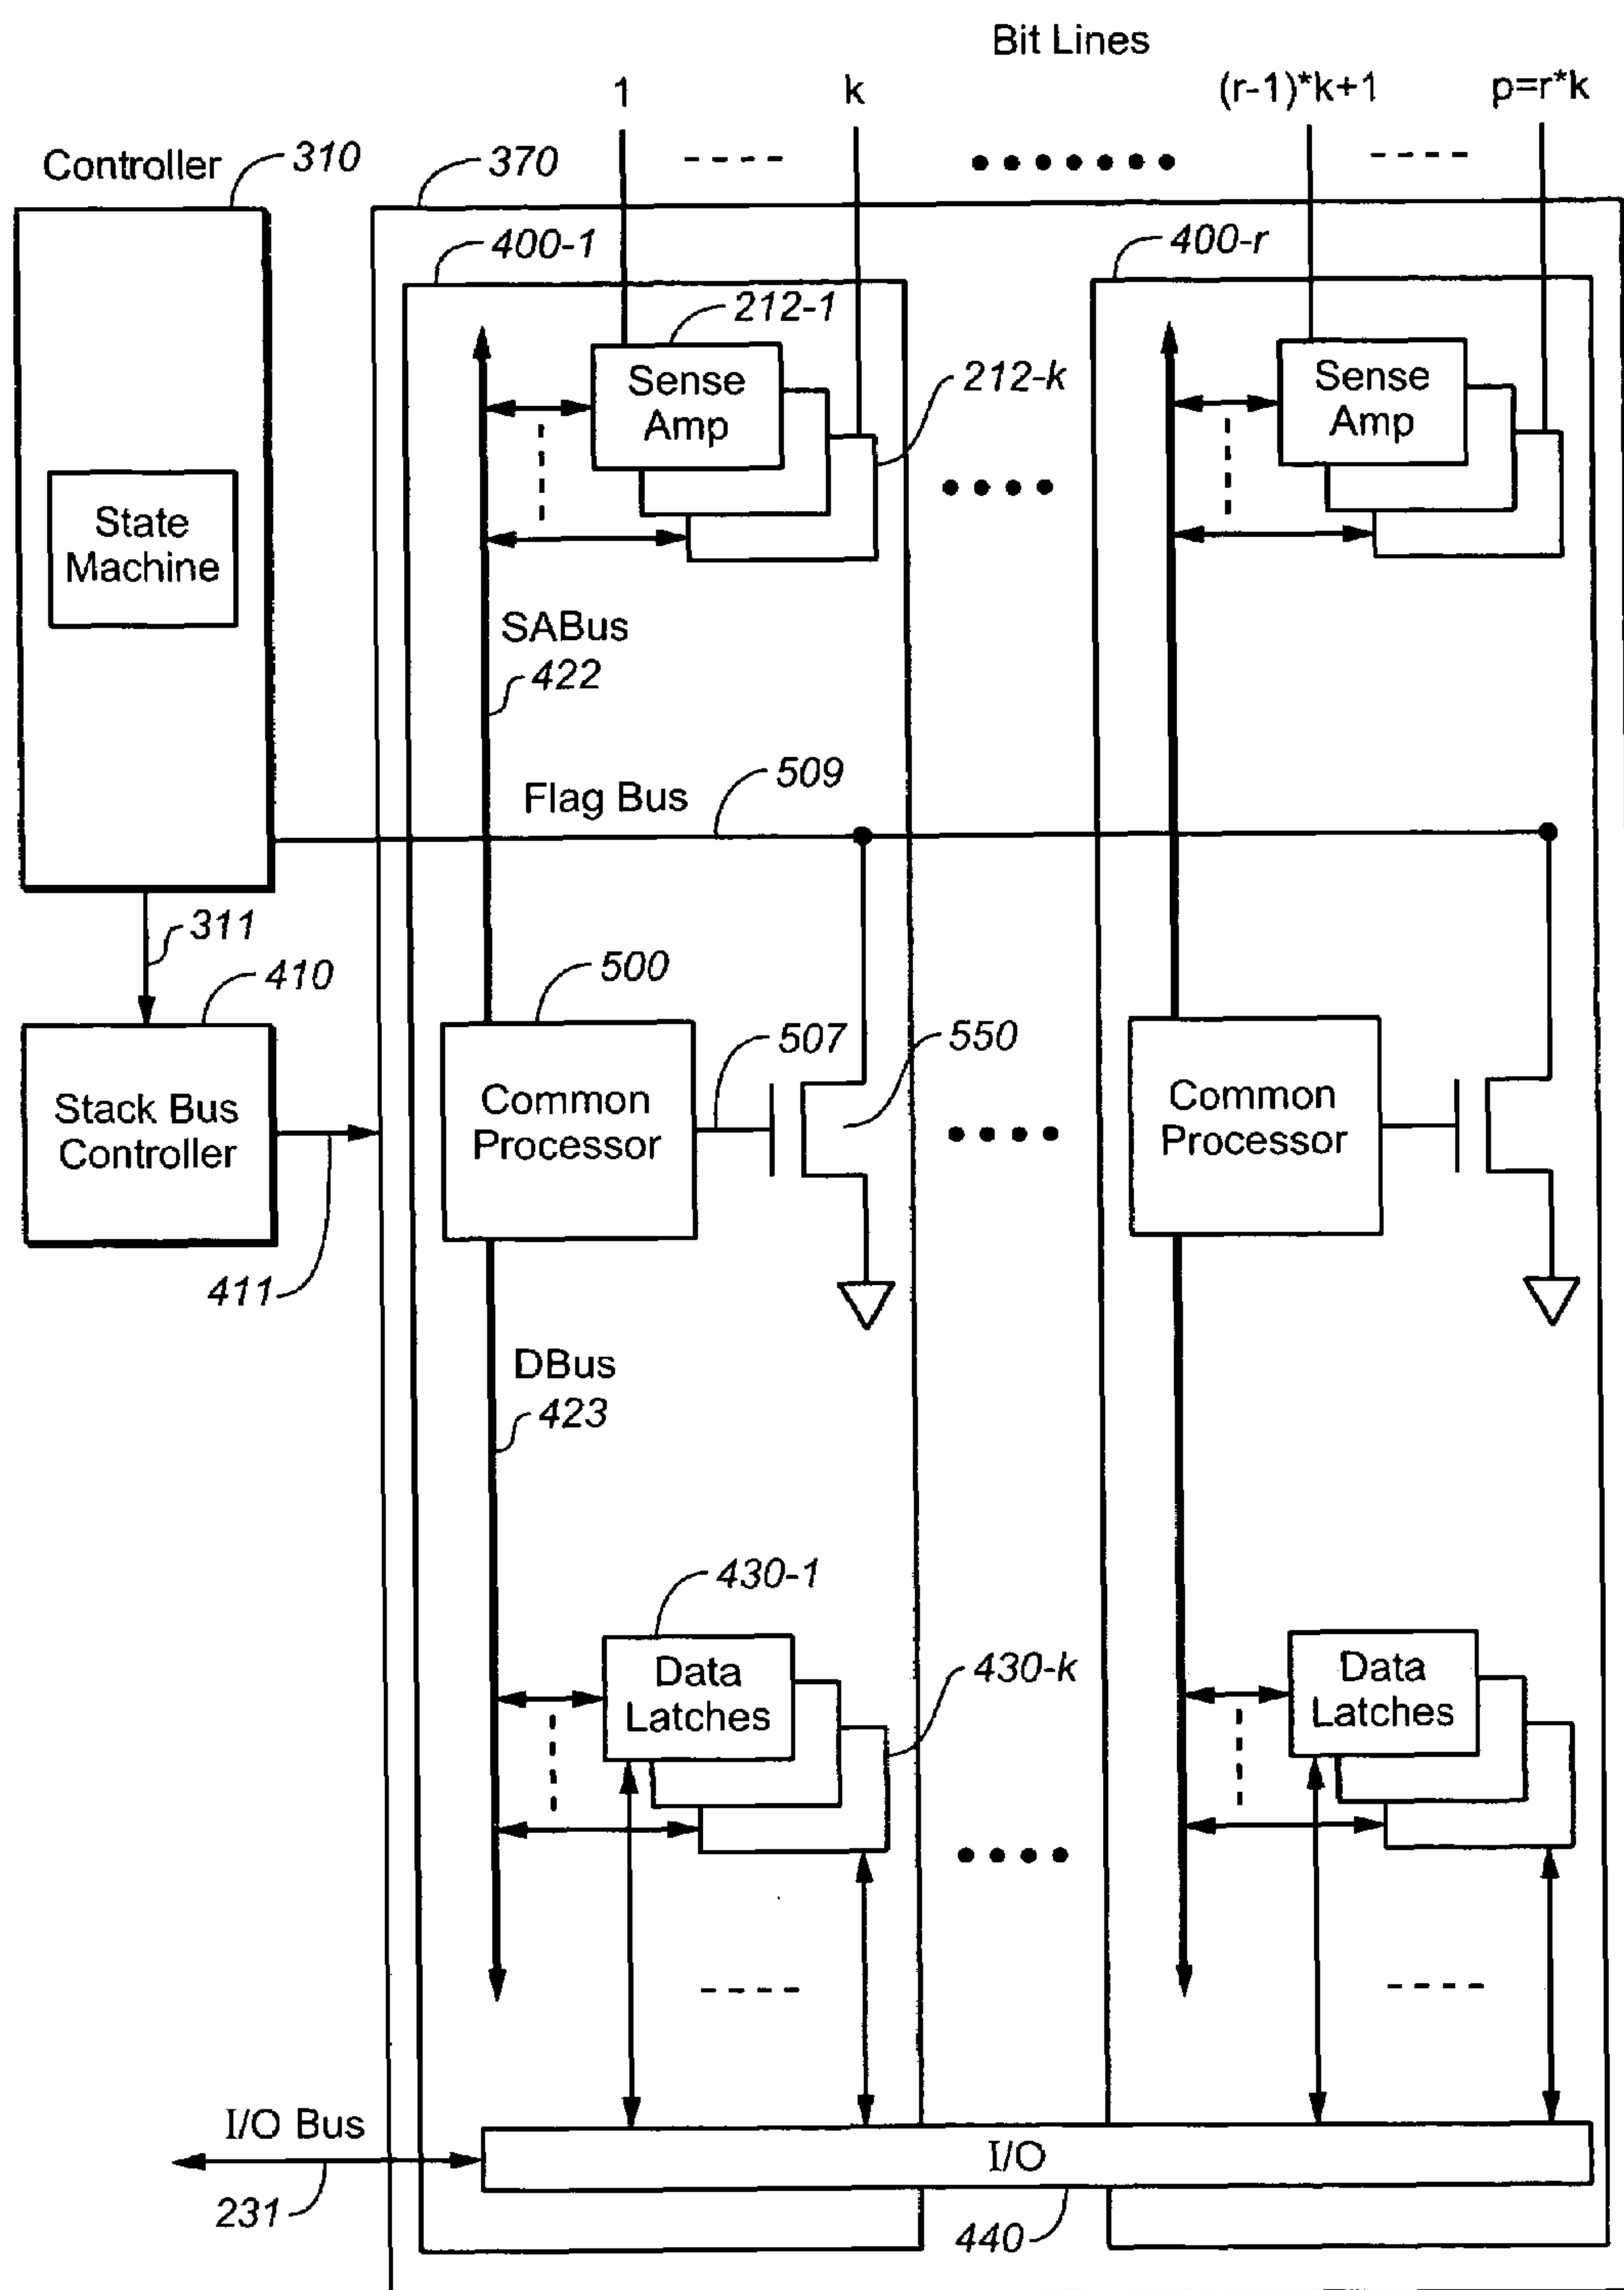 Bit Lines
1
k
(r-1)*k+1
p=r*k
Controller
310
370
400-1
400-r
212-1
212-k
Sense
Amp
Sense
Amp
State
Machine
SABus
422
Flag Bus
509
311
410
500
507
550
Stack Bus
Controller
Common
Processor
Common
Processor
411
DBus
423
430-1
430-k
Data
Latches
Data
Latches
I/O Bus
231
I/O
440